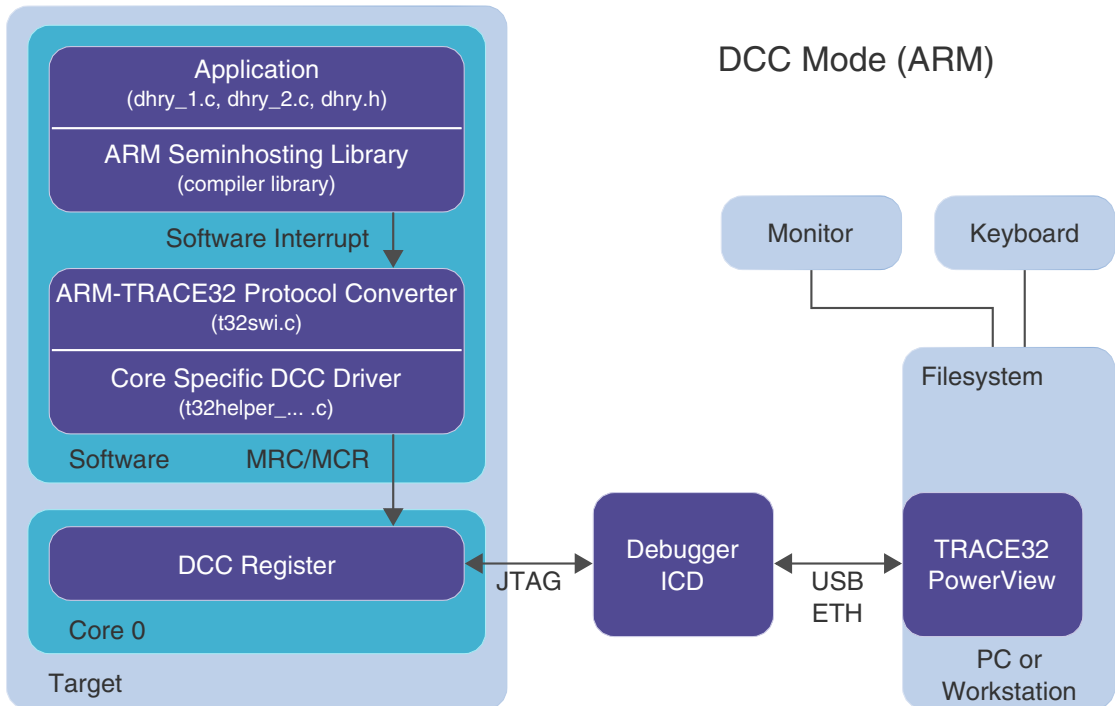 DCC Mode (ARM)
Application
(dhry_1.c, dhry_2.c, dhry.h)
ARM Seminhosting Library
(compiler library)
Software Interrupt
ARM-TRACE32 Protocol Converter
(t32swi.c)
Core Specific DCC Driver
(t32helper_... .c)
Software
MRC/MCR
DCC Register
Core 0
Target
JTAG
Debugger
ICD
USB
ETH
Monitor
Keyboard
Filesystem
TRACE32
PowerView
PC or
Workstation